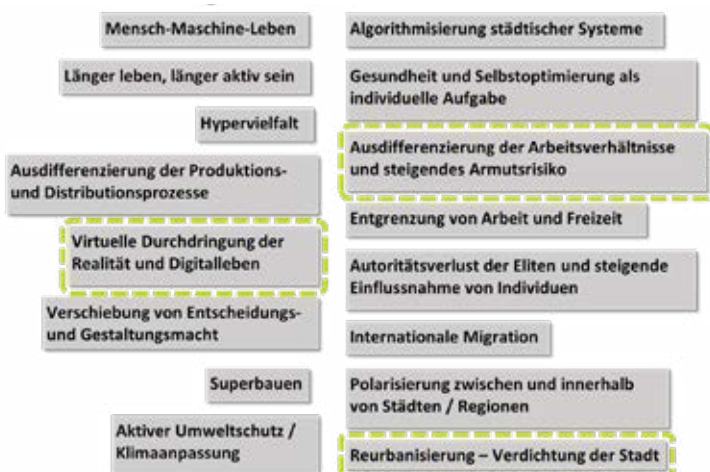 Mensch-Maschine-Leben
Länger leben, länger aktiv sein
Hypervielfalt
Ausdifferenzierung der Produktions-
und Distributionsprozesse
Virtuelle Durchdringung der
Realität und Digitalleben
Verschiebung von Entscheidungs-
und Gestaltungsmacht
Superbauen
Aktiver Umweltschutz /
Klimaanpassung
Algorithmisierung städtischer Systeme
Gesundheit und Selbstoptimierung als
individuelle Aufgabe
Ausdifferenzierung der Arbeitsverhältnisse
und steigendes Armutsrisiko
Entgrenzung von Arbeit und Freizeit
Autoritätsverlust der Eliten und steigende
Einflussnahme von Individuen
Internationale Migration
Polarisierung zwischen und innerhalb
von Städten / Regionen
Reurbanisierung – Verdichtung der Stadt